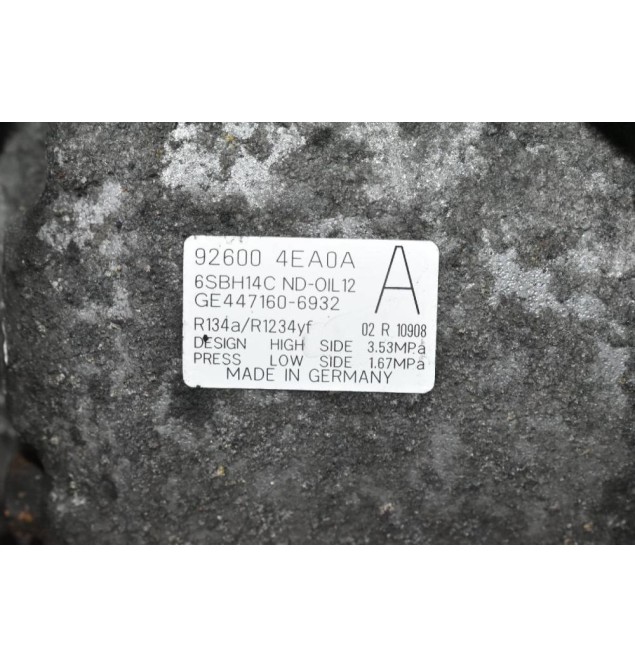 92600 4EA0A A
6SBH14C ND-OIL12
GE447160-6932
R134a/R1234yf 02 R 10908
DESIGN HIGH SIDE 3.53MPa
PRESS LOW SIDE 1.67MPa
MADE IN GERMANY